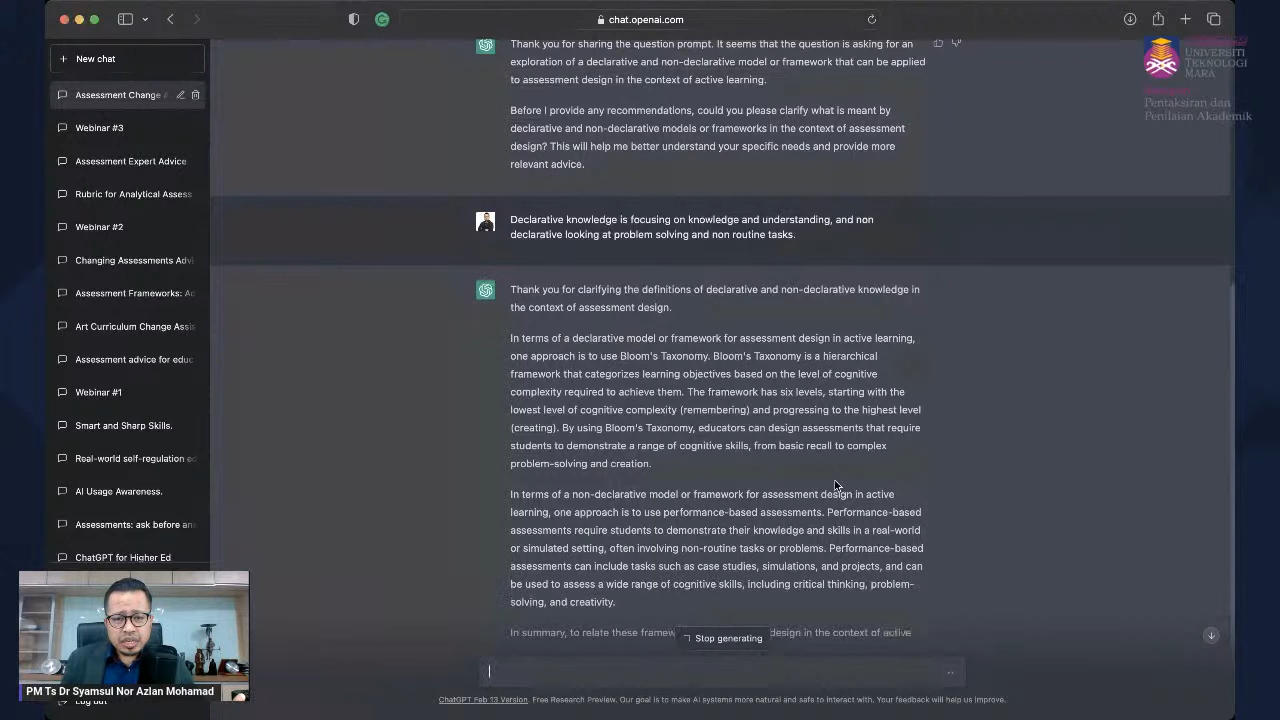 chat.openai.com
New chat
Assessment Change
Webinar #3
Assessment Expert Advice
Rubric for Analytical Assess
Webinar #2
Changing Assessments Advi
Assessment Frameworks: Ac
Art Curriculum Change Assis
Assessment advice for educ
Webinar #1
Smart and Sharp Skills.
Real-world self-regulation ed
AI Usage Awareness.
Assessments: ask before an
ChatGPT for Higher Ed
Log out
Thank you for sharing the question prompt. It seems that the question is asking for an
exploration of a declarative and non-declarative model or framework that can be applied
to assessment design in the context of active learning.
Before I provide any recommendations, could you please clarify what is meant by
declarative and non-declarative models or frameworks in the context of assessment
design? This will help me better understand your specific needs and provide more
relevant advice.
Declarative knowledge is focusing on knowledge and understanding, and non
declarative looking at problem solving and non routine tasks.
Thank you for clarifying the definitions of declarative and non-declarative knowledge in
the context of assessment design.
In terms of a declarative model or framework for assessment design in active learning,
one approach is to use Bloom's Taxonomy. Bloom's Taxonomy is a hierarchical
framework that categorizes learning objectives based on the level of cognitive
complexity required to achieve them. The framework has six levels, starting with the
lowest level of cognitive complexity (remembering) and progressing to the highest level
(creating). By using Bloom's Taxonomy, educators can design assessments that require
students to demonstrate a range of cognitive skills, from basic recall to complex
problem-solving and creation.
In terms of a non-declarative model or framework for assessment design in active
learning, one approach is to use performance-based assessments. Performance-based
assessments require students to demonstrate their knowledge and skills in a real-world
or simulated setting, often involving non-routine tasks or problems. Performance-based
assessments can include tasks such as case studies, simulations, and projects, and can
be used to assess a wide range of cognitive skills, including critical thinking, problem-
solving, and creativity.
In summary, to relate these framew design in the context of active
Stop generating
ChatGPT Feb 13 Version. Free Research Preview. Our goal is to make AI systems more natural and safe to interact with. Your feedback will help us improve.
UNIVERSITI
TEKNOLOGI
MARA
Pentaksiran dan
Penilaian Akademik
PM Ts Dr Syamsul Nor Azlan Mohamad